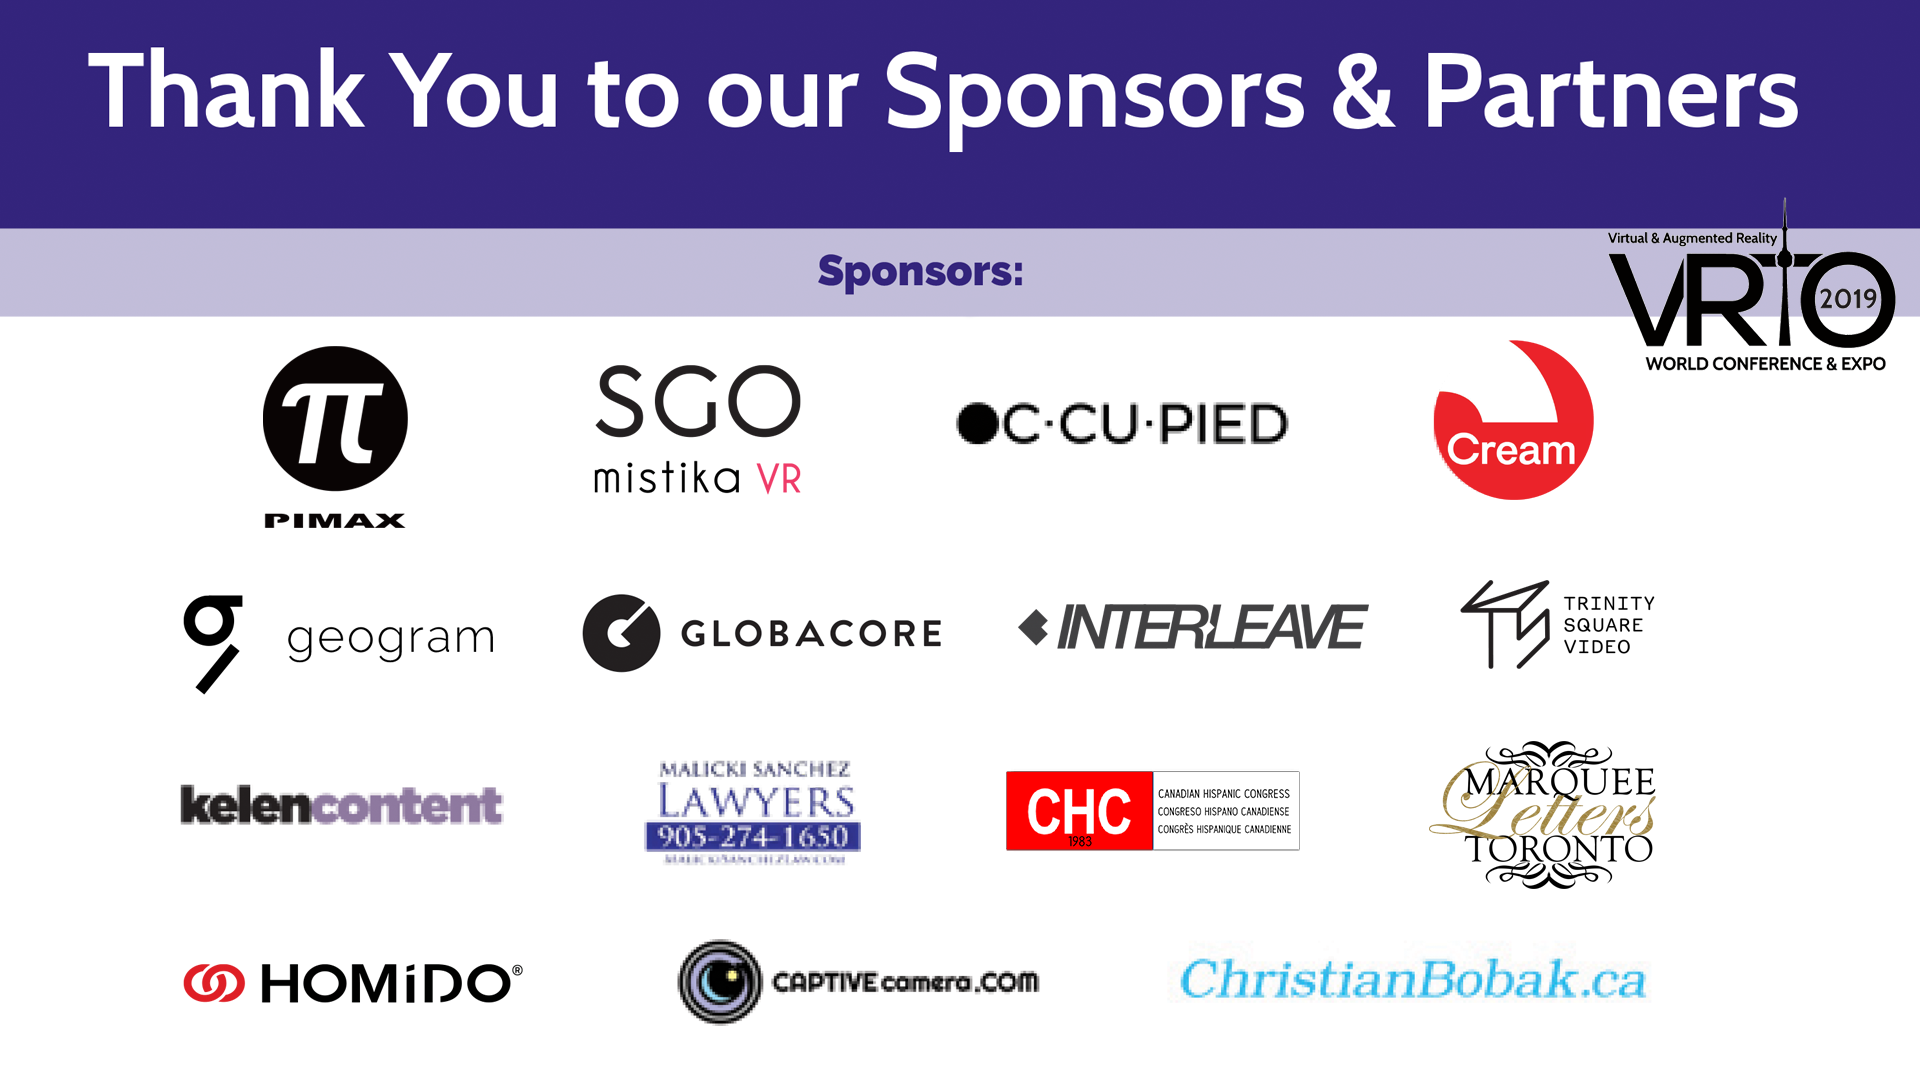 Thank You to our Sponsors & Partners
Sponsors:
Virtual & Augmented Reality
VRTO
2019
WORLD CONFERENCE & EXPO
π
PIMAX
SGO
mistika VR
OC·CU·PIED
Cream
geogram
GLOBACORE
INTERLEAVE
TRINITY
SQUARE
VIDEO
kelencontent
MALICKI SANCHEZ
LAWYERS
905-274-1650
MALICKISANCHEZLAW.COM
CHC
1983
CANADIAN HISPANIC CONGRESS
CONGRESO HISPANO CANADIENSE
CONGRÈS HISPANIQUE CANADIENNE
MARQUEE
Letters
TORONTO
HOMiDO®
CAPTIVEcamera.COM
ChristianBobak.ca